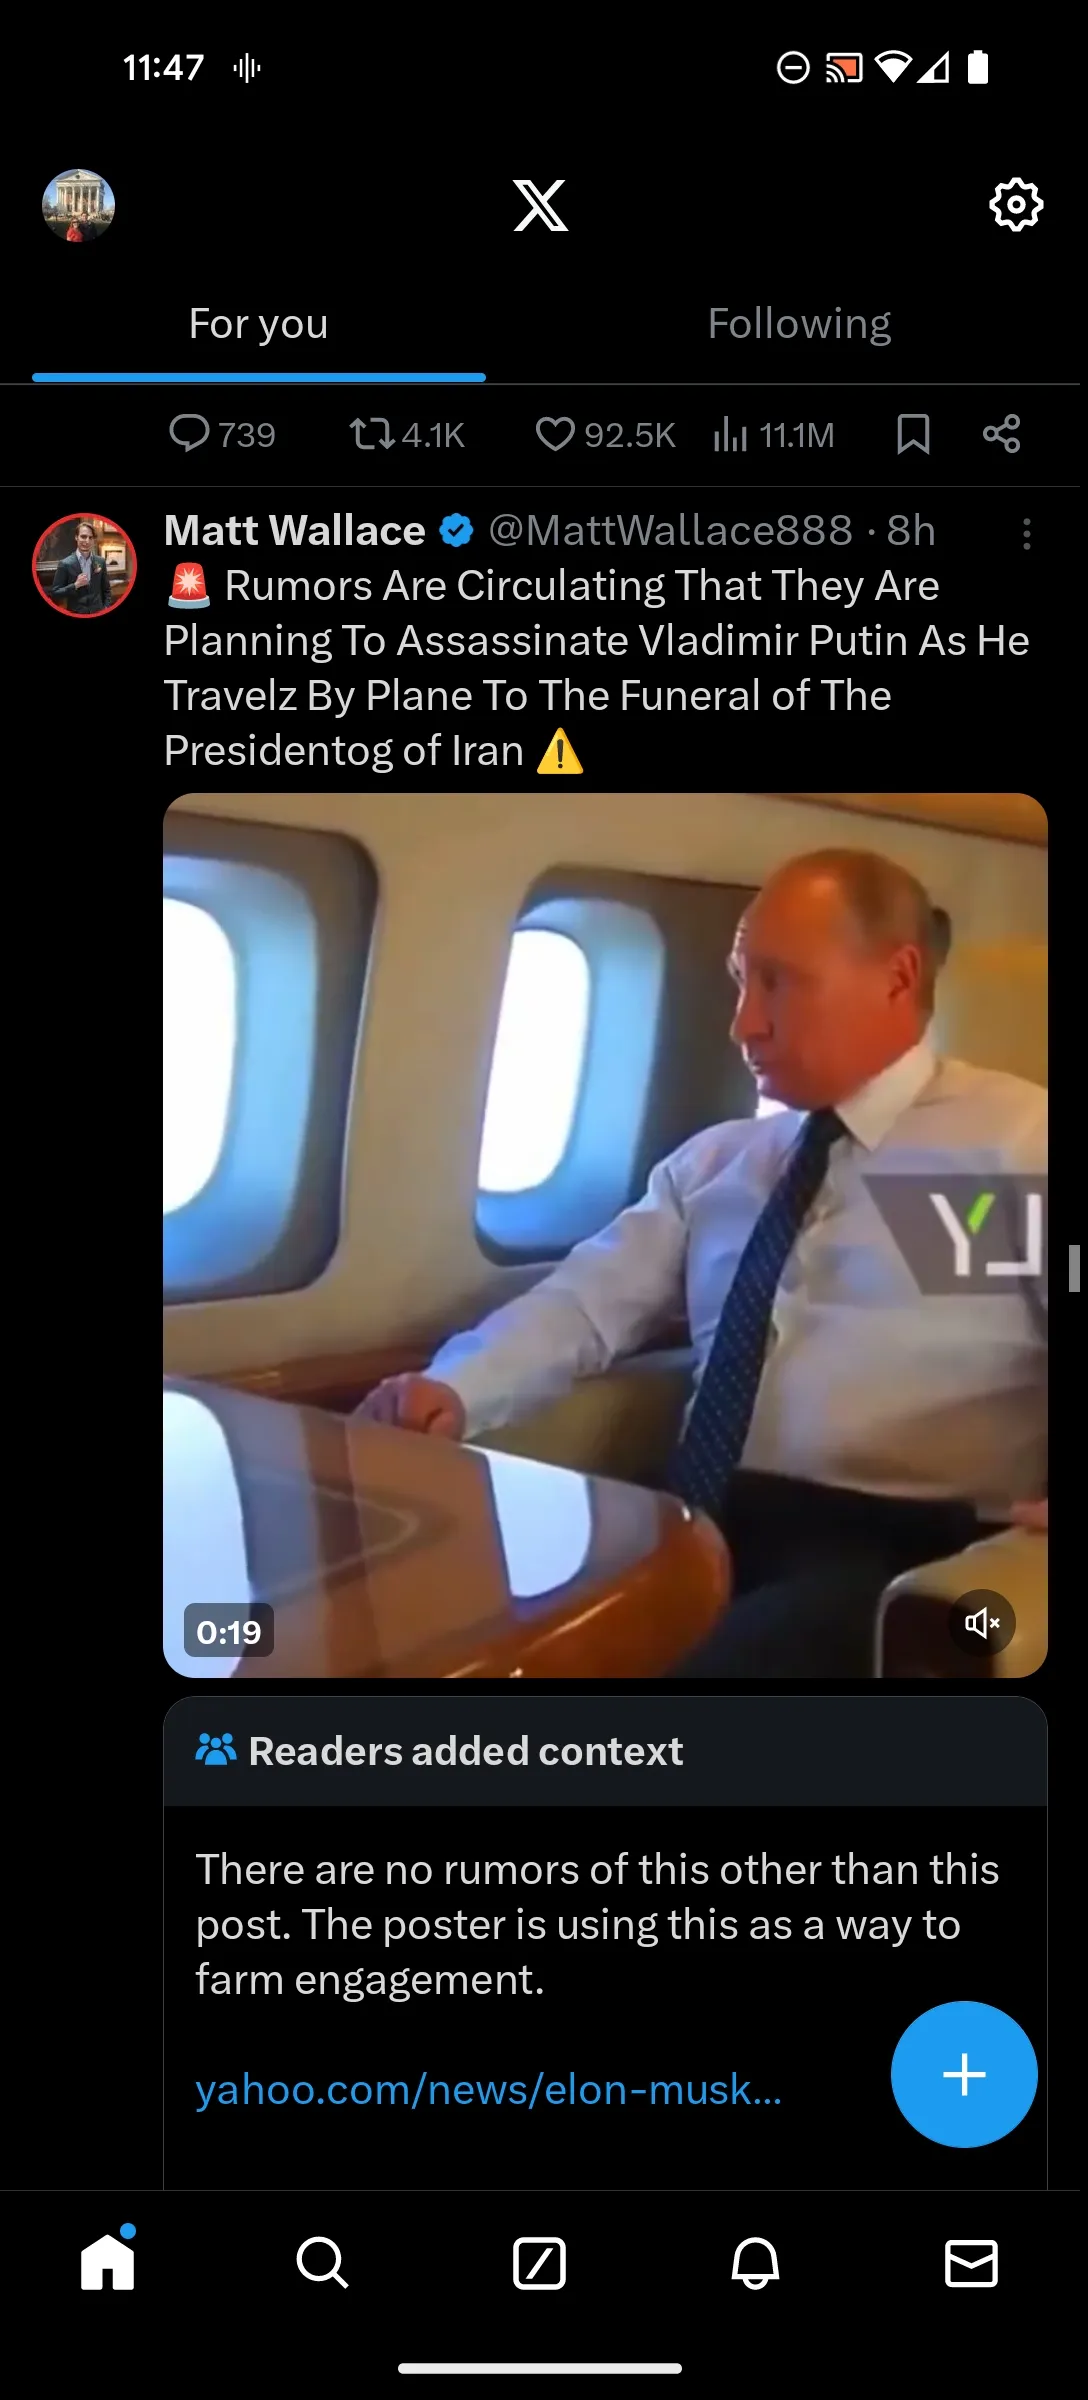 11:47
For you
Following
739
4.1K
92.5K
11.1M
Matt Wallace @MattWallace888 · 8h
🚨 Rumors Are Circulating That They Are
Planning To Assassinate Vladimir Putin As He
Travelz By Plane To The Funeral of The
Presidentog of Iran ⚠️
YJ
0:19
Readers added context
There are no rumors of this other than this
post. The poster is using this as a way to
farm engagement.
yahoo.com/news/elon-musk...